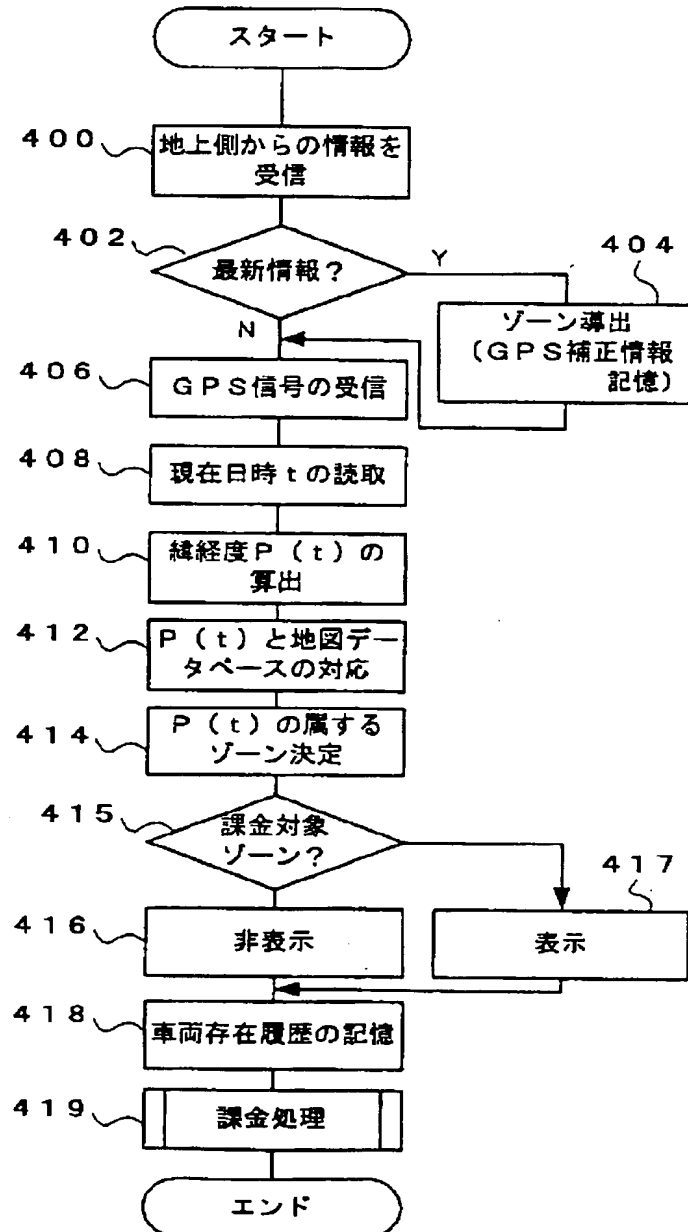 スタート
400
地上側からの情報を
受信
402
最新情報?
Y
N
404
ゾーン導出
(GPS補正情報
記憶)
406
GPS信号の受信
408
現在日時tの読取
410
緯経度P(t)の
算出
412
P(t)と地図デー
タベースの対応
414
P(t)の属する
ゾーン決定
415
課金対象
ゾーン?
417
表示
416
非表示
418
車両存在履歴の記憶
419
課金処理
エンド